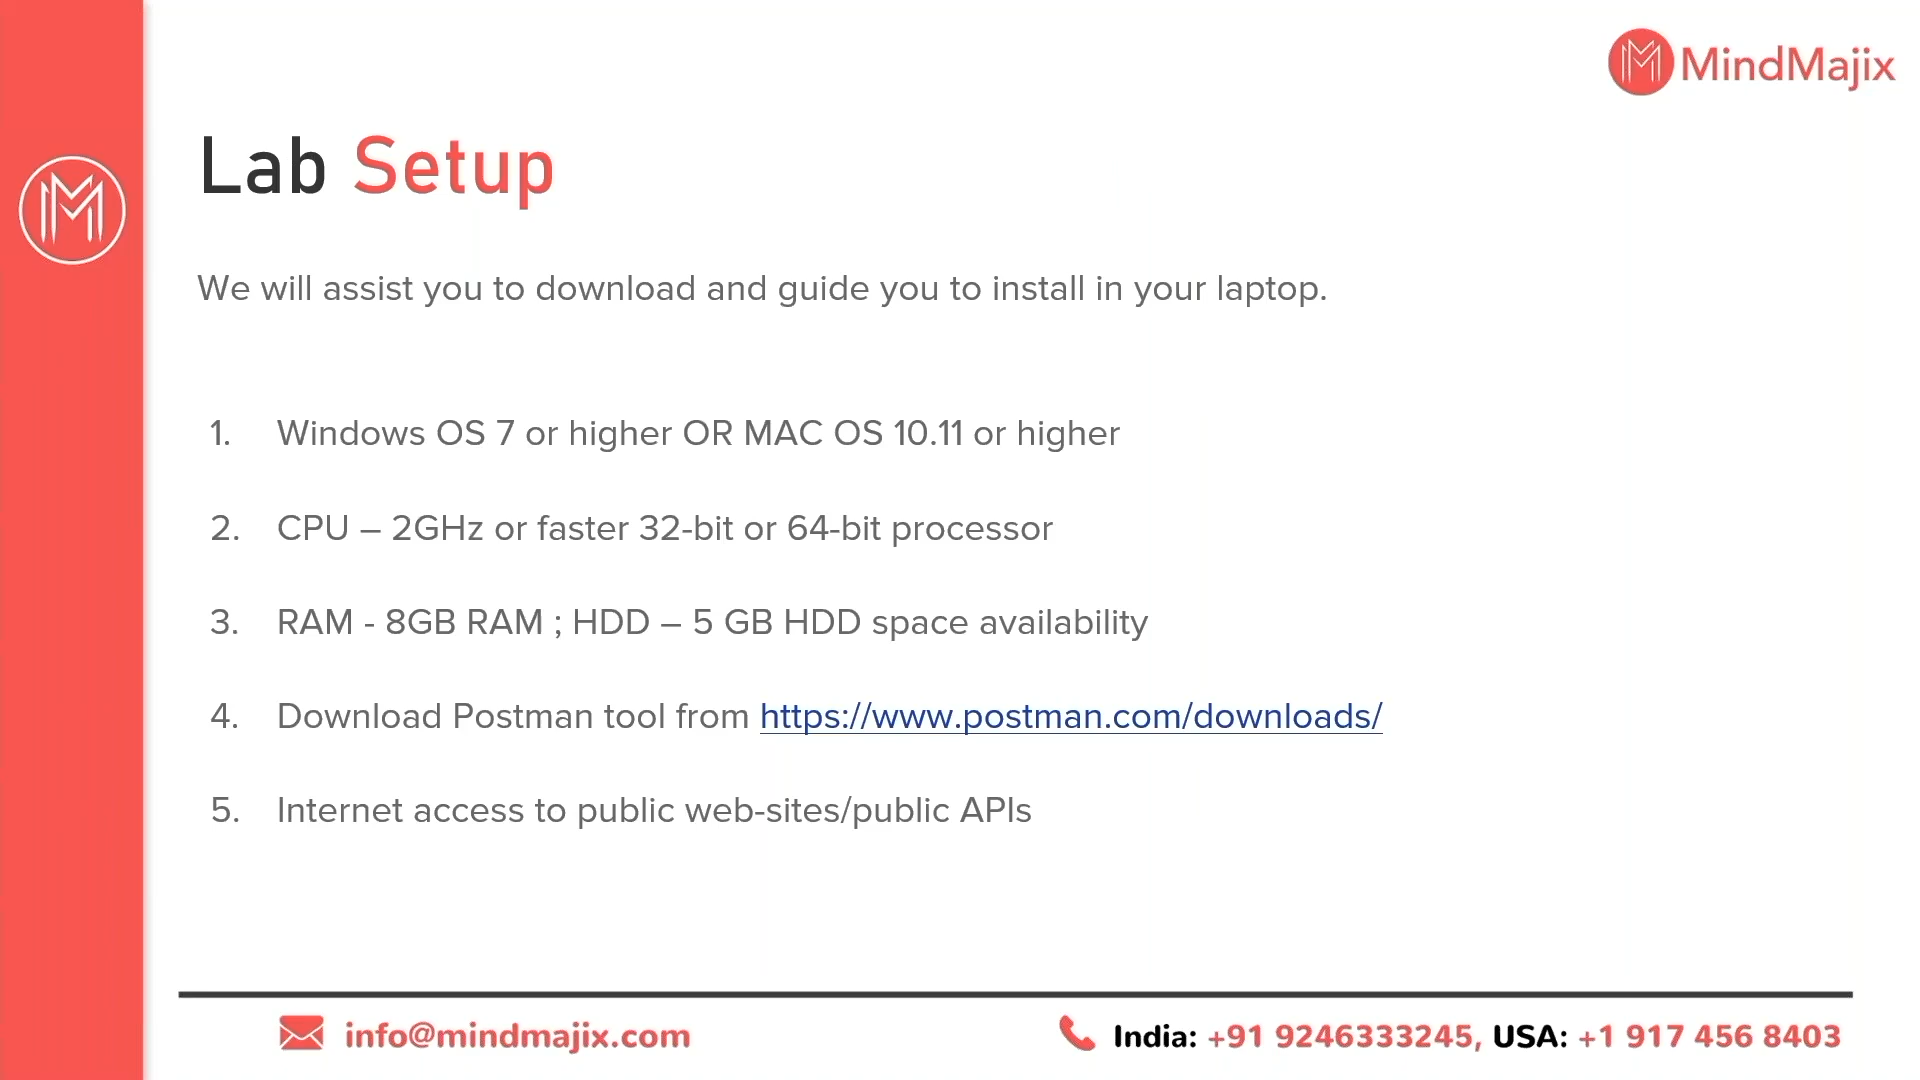 MindMajix
Lab Setup
We will assist you to download and guide you to install in your laptop.
1. Windows OS 7 or higher OR MAC OS 10.11 or higher
2. CPU – 2GHz or faster 32-bit or 64-bit processor
3. RAM - 8GB RAM ; HDD – 5 GB HDD space availability
4. Download Postman tool from https://www.postman.com/downloads/
5. Internet access to public web-sites/public APIs
info@mindmajix.com
India: +91 9246333245, USA: +1 917 456 8403